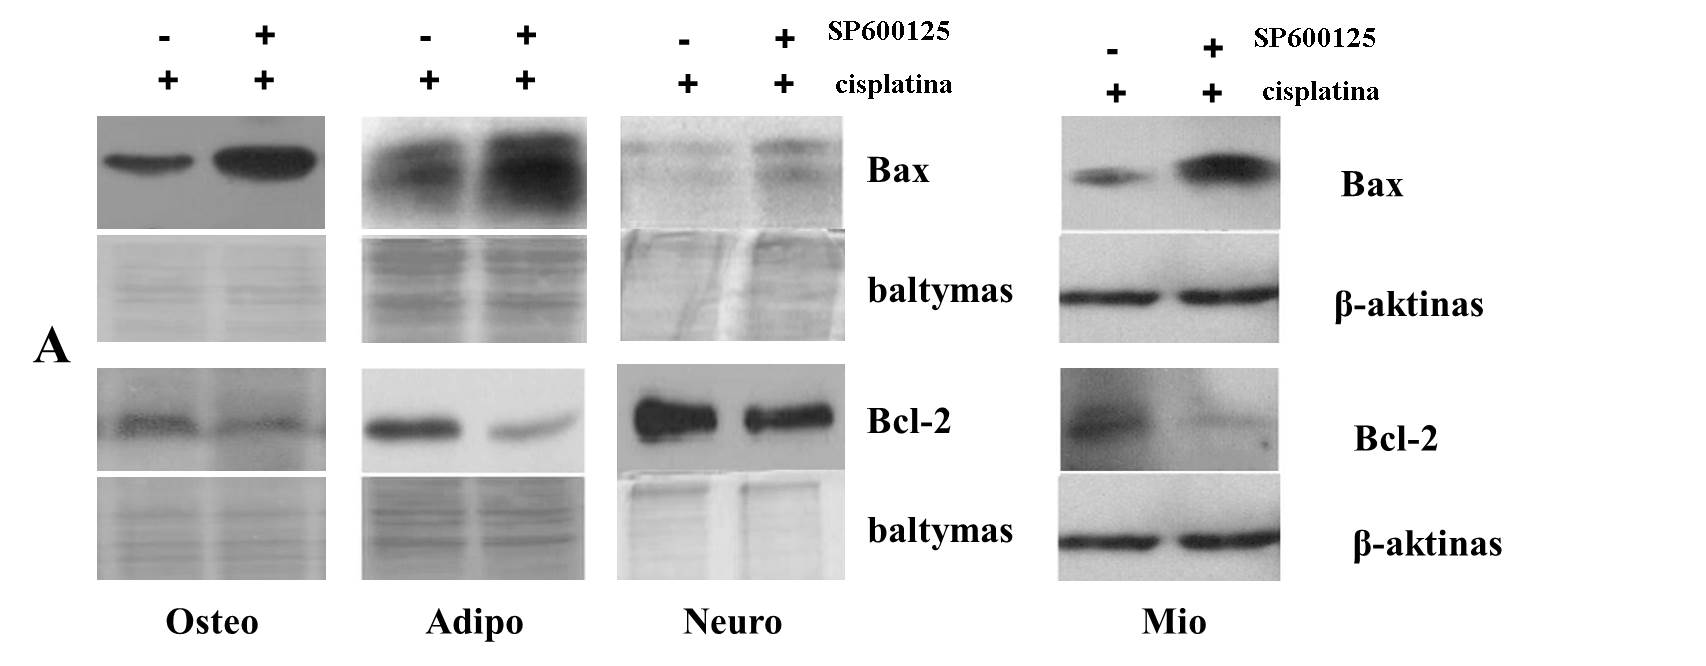 - + - + - + SP600125 - + SP600125
+ + + + + + cisplatina + + cisplatina
Bax Bax
baltymas β-aktinas
A
Bcl-2 Bcl-2
baltymas β-aktinas
Osteo Adipo Neuro Mio